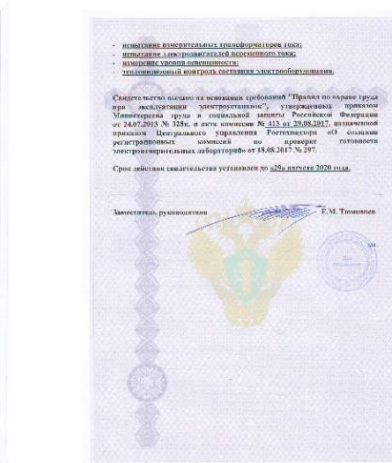 - испытание измерительных трансформаторов тока;
- испытание электродвигателей переменного тока;
- измерение уровня освещенности;
- тепловизионный контроль состояния электрооборудования.
Свидетельство выдано на основании требований "Правил по охране труда
при эксплуатации электроустановок", утвержденных приказом
Министерства труда и социальной защиты Российской Федерации
от 24.07.2013 № 328н, и акта комиссии № 413 от 29.08.2017, назначенной
приказом Центрального управления Ростехнадзора «О создании
регистрационных комиссий по проверке готовности
электроизмерительных лабораторий» от 18.08.2017 № 297.
Срок действия свидетельства установлен до «29» августа 2020 года.
Заместитель руководителя
Е.М.